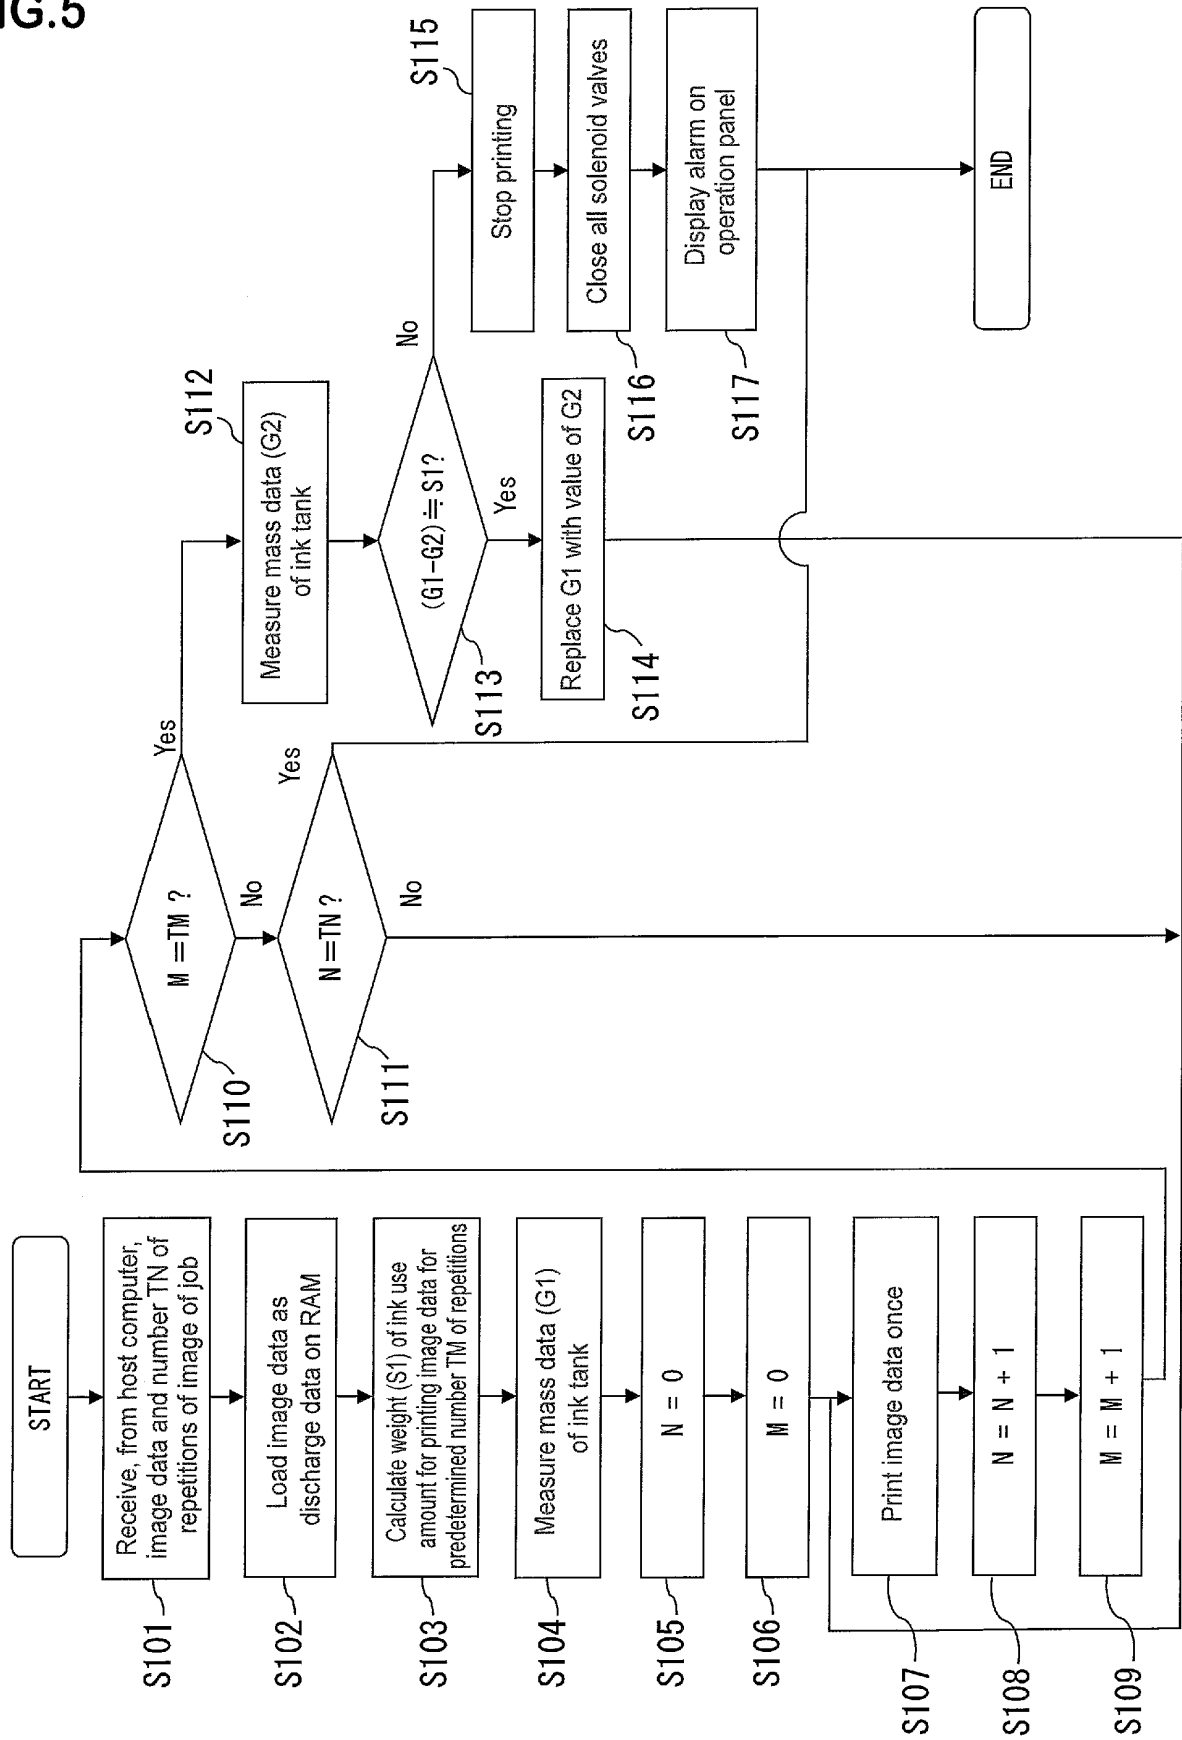 IG.5
START
Receive, from host computer,
image data and number TN of
repetitions of image of job
S101
Load image data as
discharge data on RAM
S102
Calculate weight (S1) of ink use
amount for printing image data for
predetermined number TM of repetitions
S103
Measure mass data (G1)
of ink tank
S104
N = 0
S105
M = 0
S106
Print image data once
S107
N = N + 1
S108
M = M + 1
S109
M =TM ?
Yes
No
S110
N =TN ?
Yes
No
S111
S112
Measure mass data (G2)
of ink tank
(G1-G2) ≒ S1?
No
Yes
S113
Replace G1 with value of G2
S114
S115
Stop printing
Close all solenoid valves
S116
Display alarm on
operation panel
S117
END